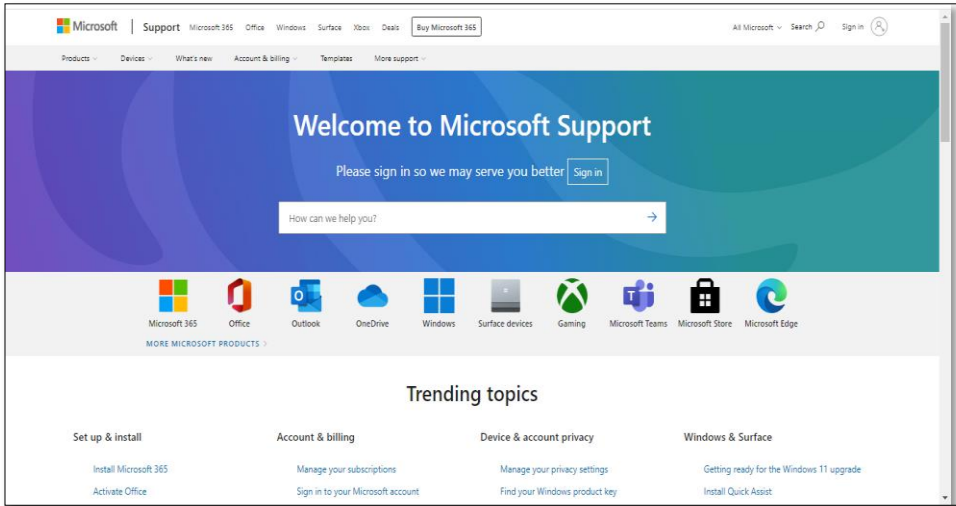 Microsoft Support Microsoft 365 Office Windows Surface Xbox Deals Buy Microsoft 365 All Microsoft Search Sign in
Products Devices What's new Account & billing Templates More support
Welcome to Microsoft Support
Please sign in so we may serve you better Sign in
How can we help you?
Microsoft 365 Office Outlook OneDrive Windows Surface devices Gaming Microsoft Teams Microsoft Store Microsoft Edge
MORE MICROSOFT PRODUCTS
Trending topics
Set up & install Account & billing Device & account privacy Windows & Surface
Install Microsoft 365 Manage your subscriptions Manage your privacy settings Getting ready for the Windows 11 upgrade
Activate Office Sign in to your Microsoft account Find your Windows product key Install Quick Assist